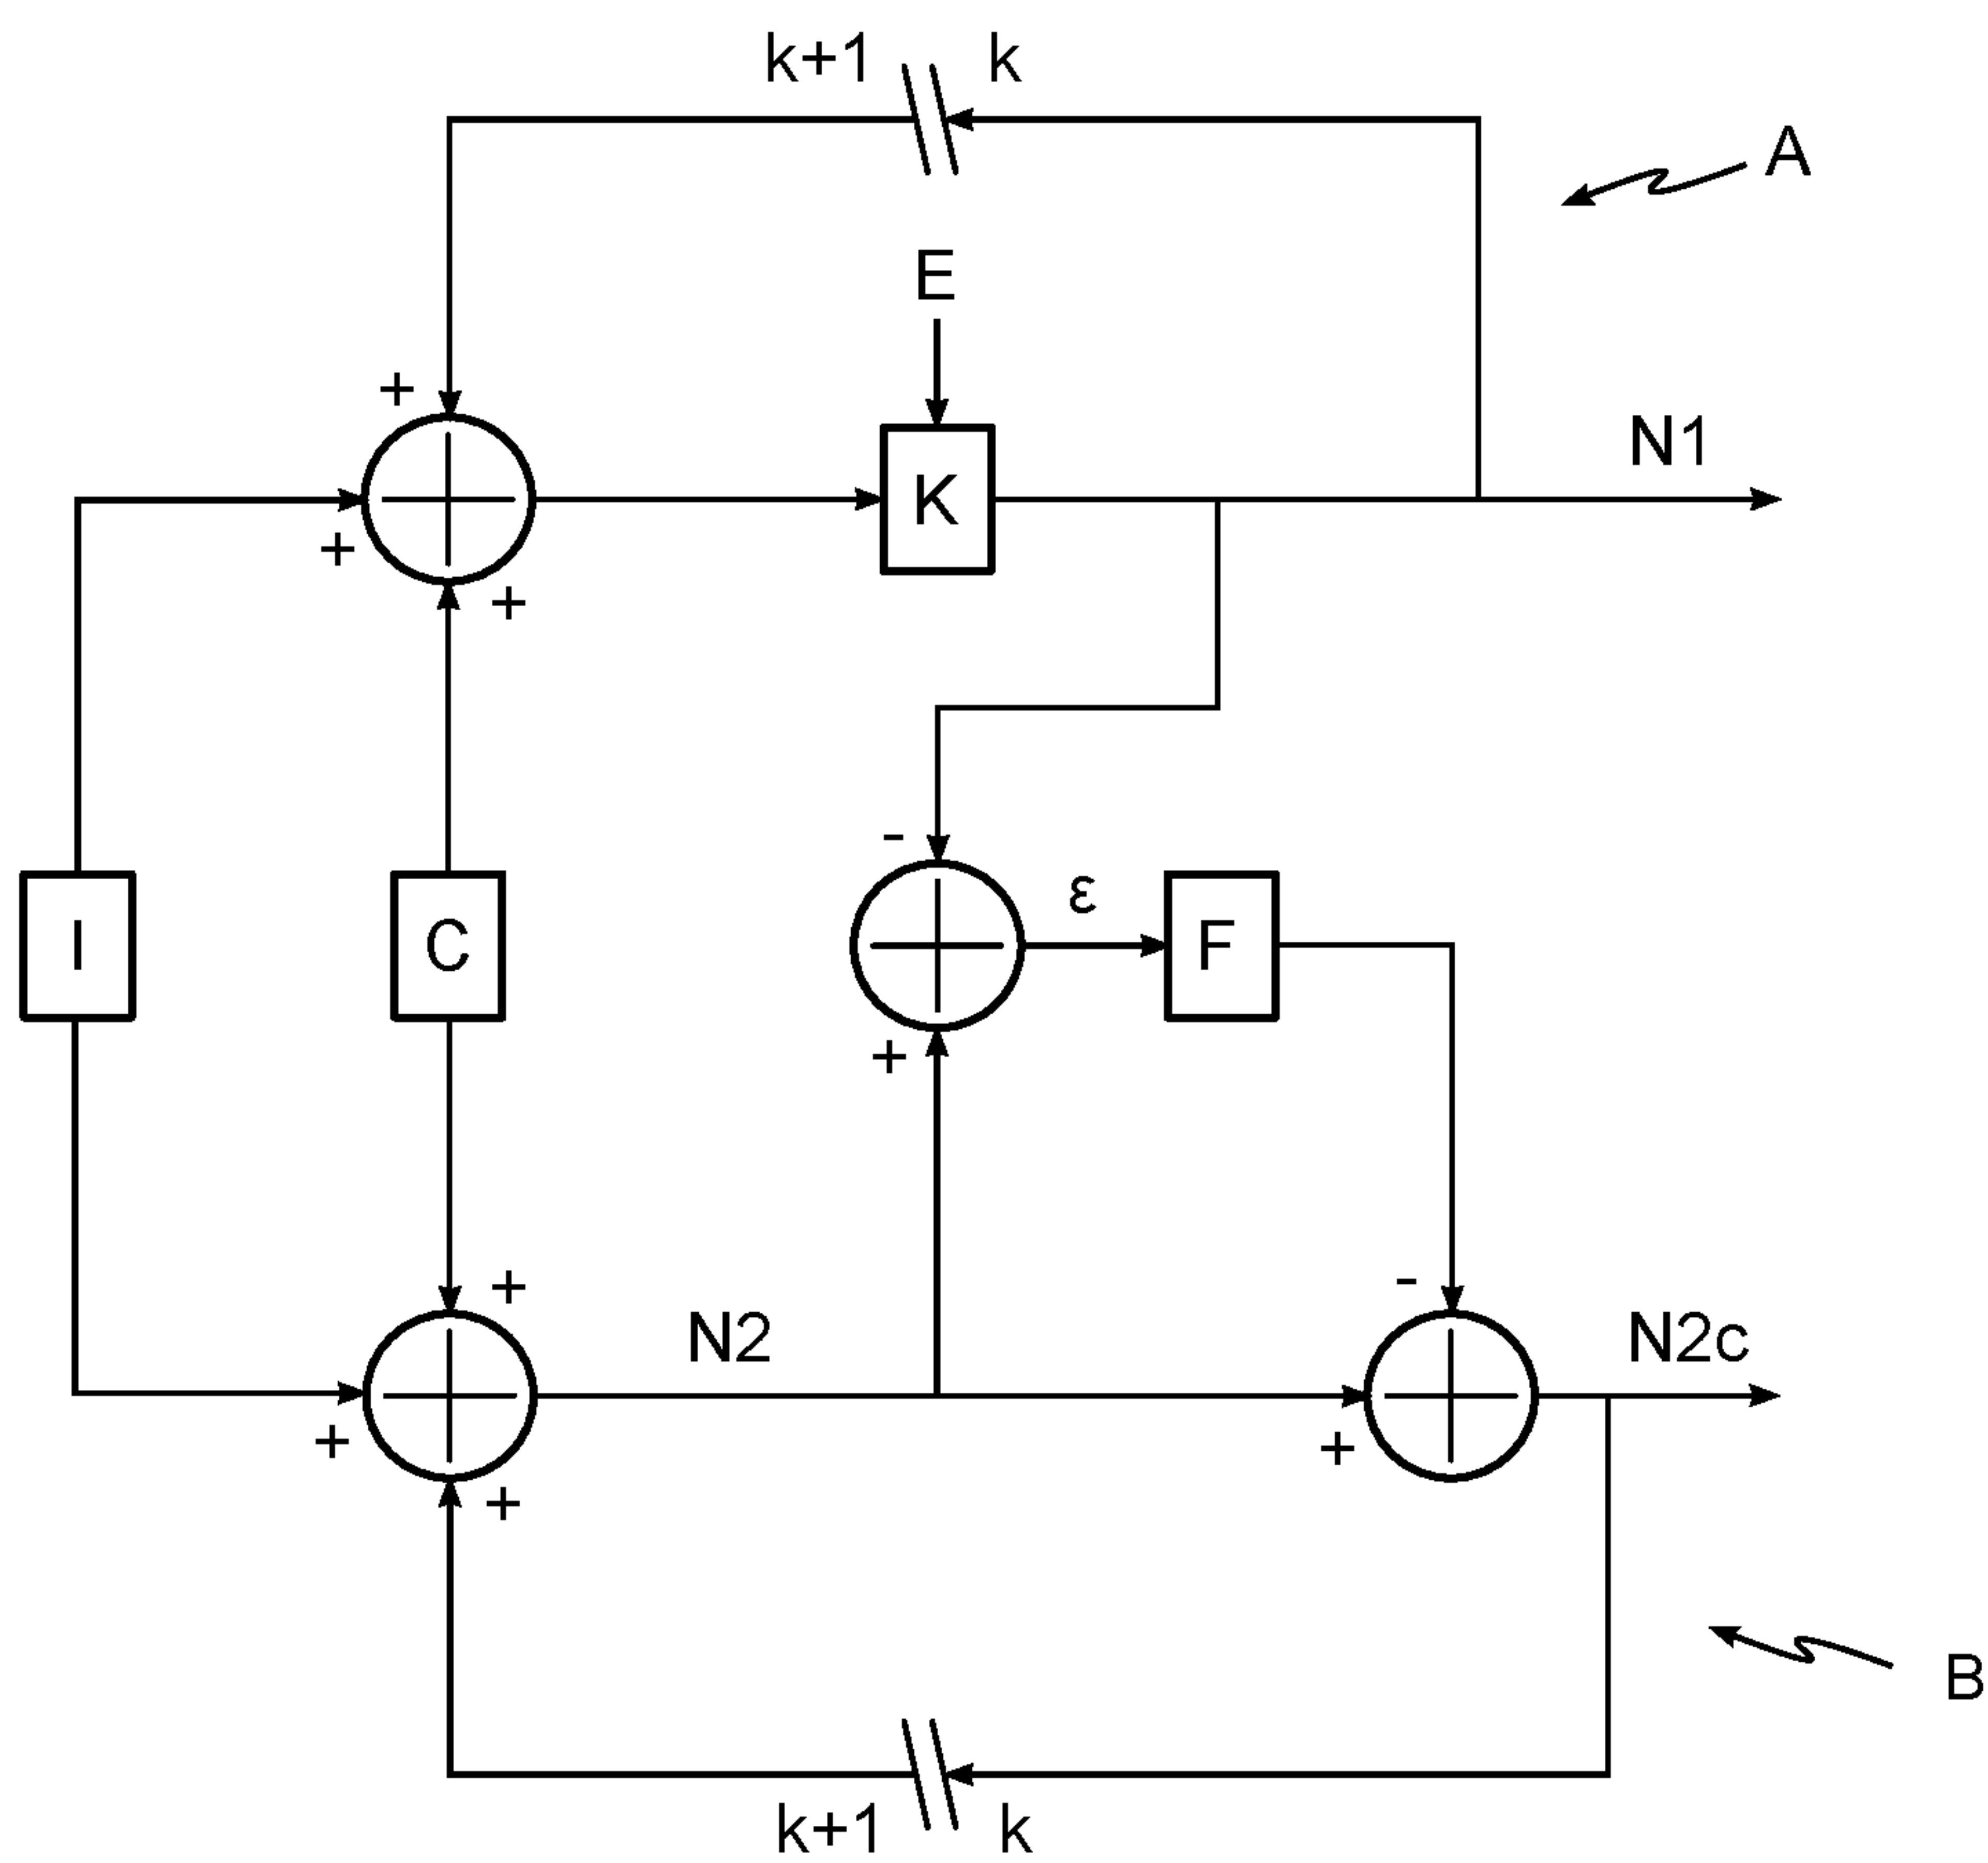 k+1 k
A
E
+
K
N1
+
+
-
I
C
ε
F
+
+
-
N2
N2c
+
+
+
B
k+1 k